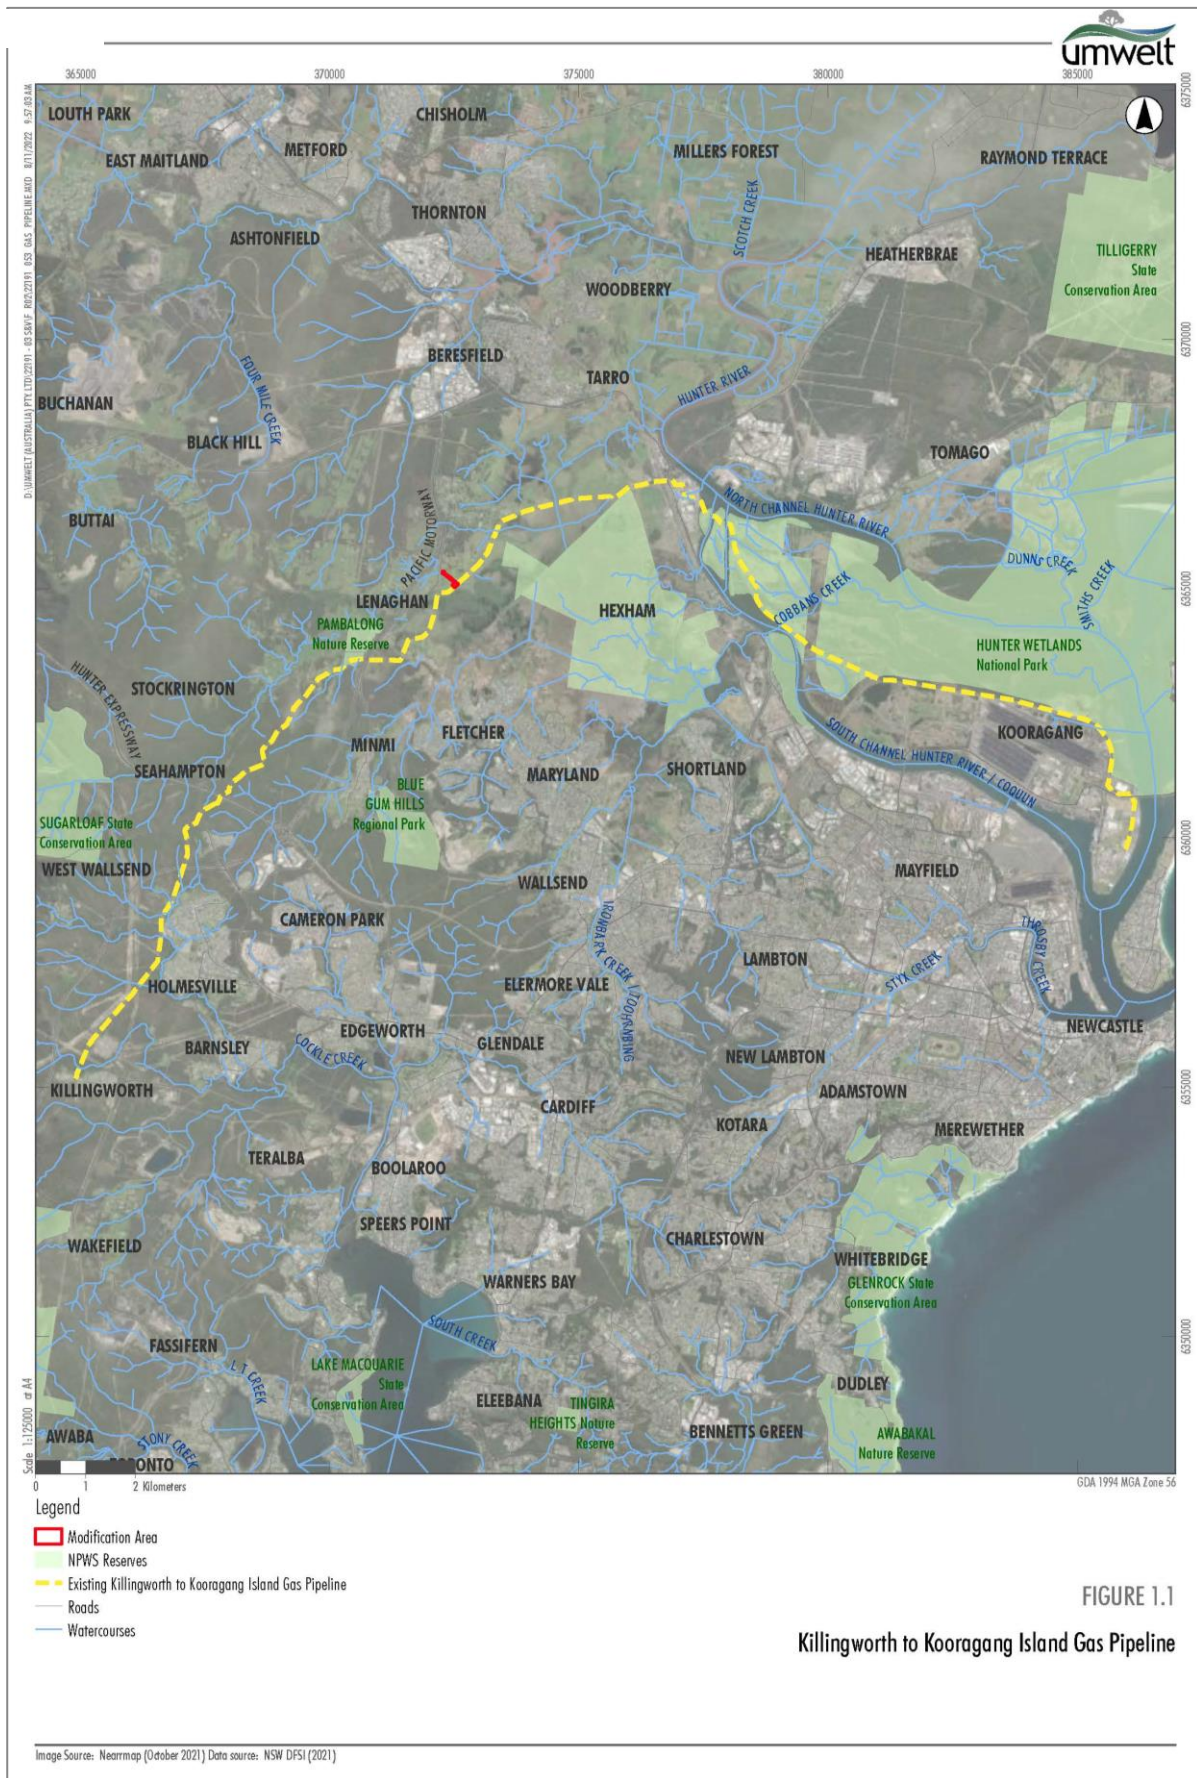 umwelt
365000
370000
375000
380000
385000
6375000
6370000
6365000
6360000
6355000
6350000
LOUTH PARK
CHISHOLM
EAST MAITLAND
METFORD
MILLERS FOREST
RAYMOND TERRACE
SCOTCH CREEK
THORNTON
ASHTONFIELD
HEATHERBRAE
TILLIGERRY
State
Conservation Area
WOODBERRY
BERESFIELD
TARRO
HUNTER RIVER
FOUR MILE CREEK
BUCHANAN
BLACK HILL
TOMAGO
PACIFIC MOTORWAY
NORTH CHANNEL HUNTER RIVER
BUTTAI
DUNNS CREEK
SMITHS CREEK
COBBANS CREEK
LENAGHAN
HEXHAM
PAMBALONG
Nature Reserve
HUNTER WETLANDS
National Park
HUNTER EXPRESSWAY
STOCKRINGTON
FLETCHER
MINMI
KOORAGANG
SOUTH CHANNEL HUNTER RIVER / COQUUN
SEAHAMPTON
MARYLAND
SHORTLAND
BLUE
GUM HILLS
Regional Park
SUGARLOAF State
Conservation Area
WEST WALLSEND
WALLSEND
MAYFIELD
CAMERON PARK
IRONBARK CREEK / TOOHRNBING
THROSBY CREEK
LAMBTON
STYX CREEK
HOLMESVILLE
ELERMORE VALE
EDGEWORTH
NEWCASTLE
BARNSLEY
COCKLE CREEK
GLENDALE
NEW LAMBTON
KILLINGWORTH
ADAMSTOWN
CARDIFF
KOTARA
MEREWETHER
TERALBA
BOOLAROO
SPEERS POINT
WAKEFIELD
CHARLESTOWN
WHITEBRIDGE
GLENROCK State
Conservation Area
WARNERS BAY
SOUTH CREEK
FASSIFERN
L T CREEK
LAKE MACQUARIE
State
Conservation Area
DUDLEY
ELEEBANA
TINGIRA
HEIGHTS Nature
Reserve
BENNETTS GREEN
AWABAKAL
Nature Reserve
AWABA
STONY CREEK
TORONTO
Scale 1:125000 at A4
0 1 2 Kilometers
GDA 1994 MGA Zone 56
Legend
Modification Area
NPWS Reserves
Existing Killingworth to Kooragang Island Gas Pipeline
Roads
Watercourses
FIGURE 1.1
Killingworth to Kooragang Island Gas Pipeline
Image Source: Nearmap (October 2021) Data source: NSW DFSI (2021)